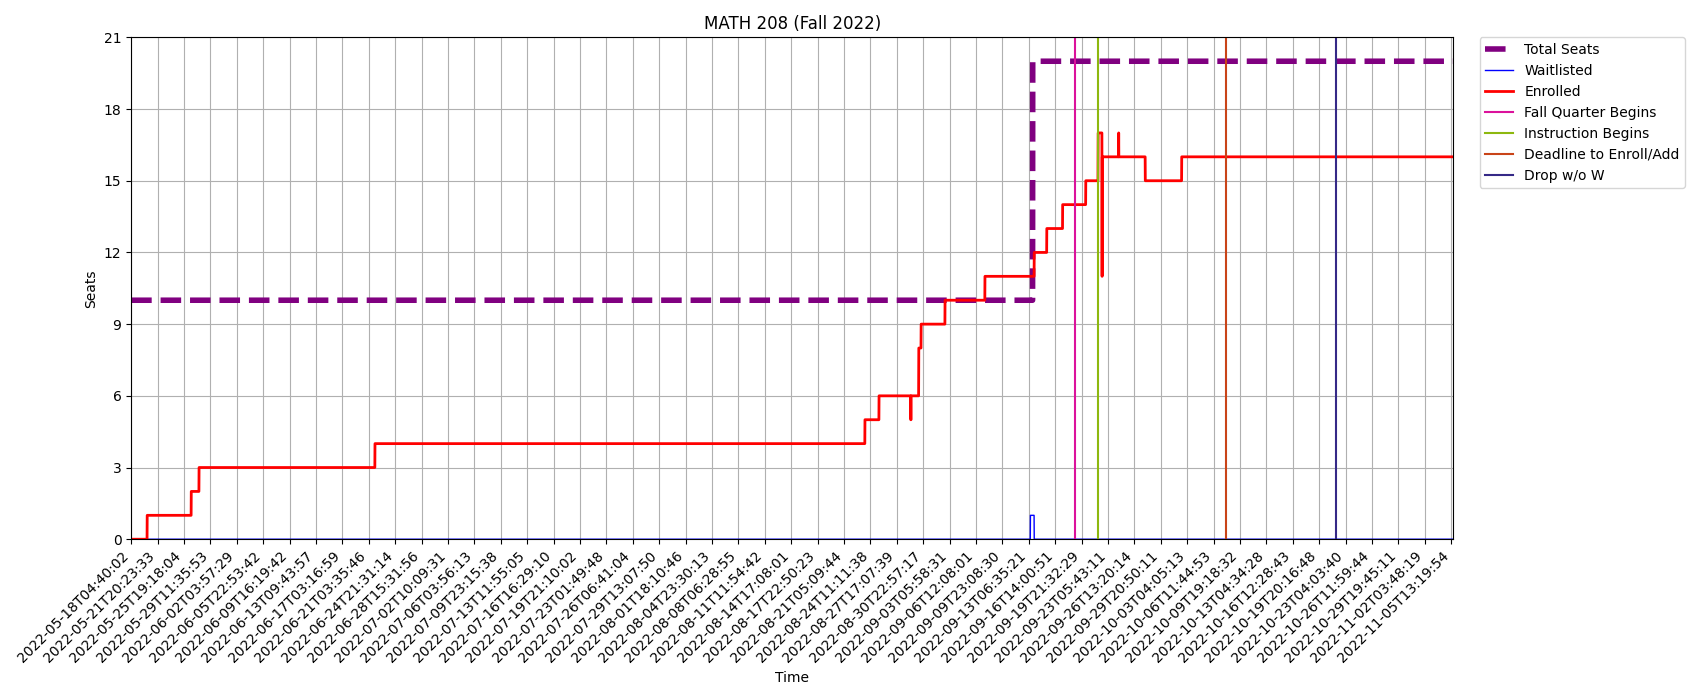 MATH 208 (Fall 2022)
21
18
15
12
9
6
3
0
Seats
2022-05-18T04:40:02
2022-05-21T20:23:33
2022-05-25T19:18:04
2022-05-29T11:35:53
2022-06-02T03:57:29
2022-06-05T22:53:42
2022-06-09T16:19:42
2022-06-13T09:43:57
2022-06-17T03:16:59
2022-06-21T03:35:46
2022-06-24T21:31:14
2022-06-28T15:31:56
2022-07-02T10:09:31
2022-07-06T03:56:13
2022-07-09T23:15:38
2022-07-13T11:55:05
2022-07-16T16:29:10
2022-07-19T21:10:02
2022-07-23T01:49:48
2022-07-26T06:41:04
2022-07-29T13:07:50
2022-08-01T18:10:46
2022-08-04T23:30:13
2022-08-08T06:28:55
2022-08-11T11:54:42
2022-08-14T17:08:01
2022-08-17T22:50:23
2022-08-21T05:09:44
2022-08-24T11:11:38
2022-08-27T17:07:39
2022-08-30T22:57:17
2022-09-03T05:58:31
2022-09-06T12:08:01
2022-09-09T23:08:30
2022-09-13T06:35:21
2022-09-16T14:00:51
2022-09-19T21:32:29
2022-09-23T05:43:11
2022-09-26T13:20:14
2022-09-29T20:50:11
2022-10-03T04:05:13
2022-10-06T11:44:53
2022-10-09T19:18:32
2022-10-13T04:34:28
2022-10-16T12:28:43
2022-10-19T20:16:48
2022-10-23T04:03:40
2022-10-26T11:59:44
2022-10-29T19:45:11
2022-11-02T03:48:19
2022-11-05T13:19:54
Time
Total Seats
Waitlisted
Enrolled
Fall Quarter Begins
Instruction Begins
Deadline to Enroll/Add
Drop w/o W